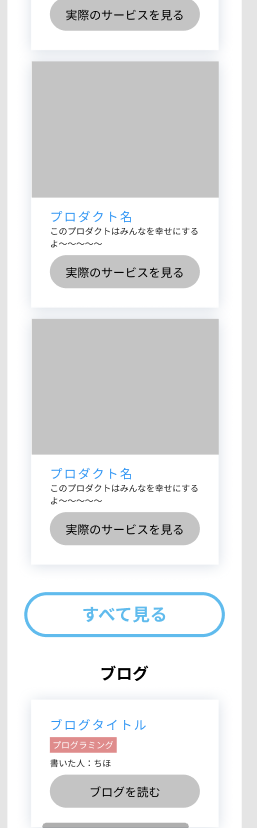 実際のサービスを見る
プロダクト名
このプロダクトはみんなを幸せにする
よ〜〜〜〜〜
実際のサービスを見る
プロダクト名
このプロダクトはみんなを幸せにする
よ〜〜〜〜〜
実際のサービスを見る
すべて見る
ブログ
ブログタイトル
プログラミング
書いた人：ちほ
ブログを読む